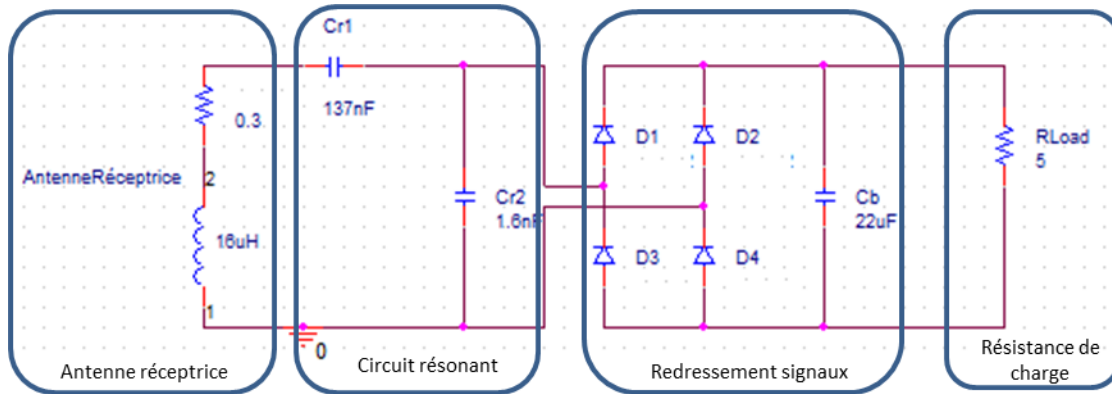 Cr1
137nF
0.3
AntenneRéceptrice
2
16uH
1
0
Cr2
1.6nF
D1
D2
D3
D4
Cb
22uF
RLoad
5
Antenne réceptrice
Circuit résonant
Redressement signaux
Résistance de
charge